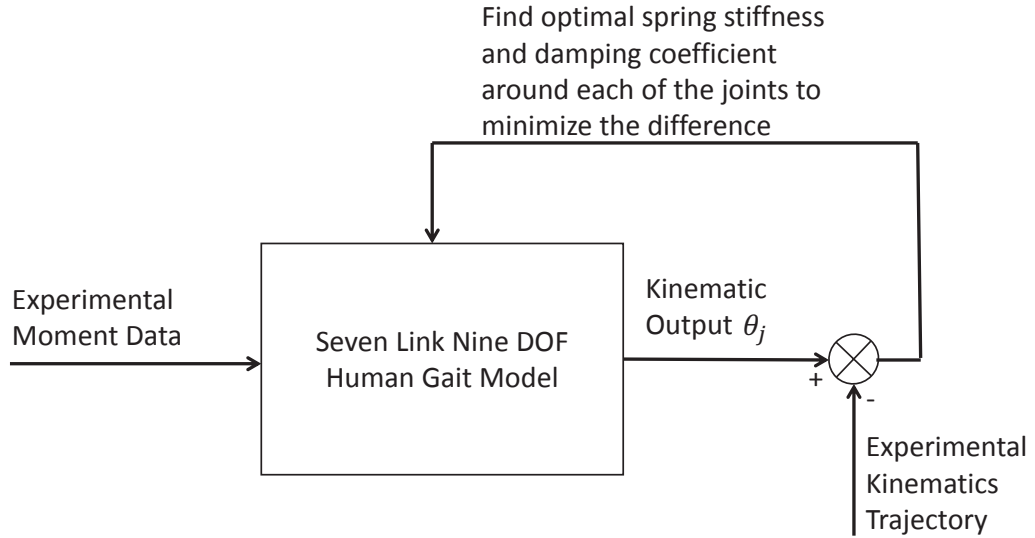 Find optimal spring stiffness
and damping coefficient
around each of the joints to
minimize the difference
Experimental
Moment Data
Seven Link Nine DOF
Human Gait Model
Kinematic
Output θj
+
-
Experimental
Kinematics
Trajectory